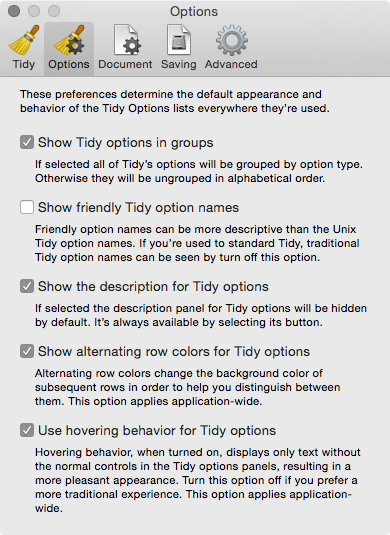 Options
Tidy Options Document Saving Advanced
These preferences determine the default appearance and
behavior of the Tidy Options lists everywhere they're used.
Show Tidy options in groups
If selected all of Tidy's options will be grouped by option type.
Otherwise they will be ungrouped in alphabetical order.
Show friendly Tidy option names
Friendly option names can be more descriptive than the Unix
Tidy option names. If you're used to standard Tidy, traditional
Tidy option names can be seen by turn off this option.
Show the description for Tidy options
If selected the description panel for Tidy options will be hidden
by default. It's always available by selecting its button.
Show alternating row colors for Tidy options
Alternating row colors change the background color of
subsequent rows in order to help you distinguish between
them. This option applies application-wide.
Use hovering behavior for Tidy options
Hovering behavior, when turned on, displays only text without
the normal controls in the Tidy options panels, resulting in a
more pleasant appearance. Turn this option off if you prefer a
more traditional experience. This option applies application-
wide.